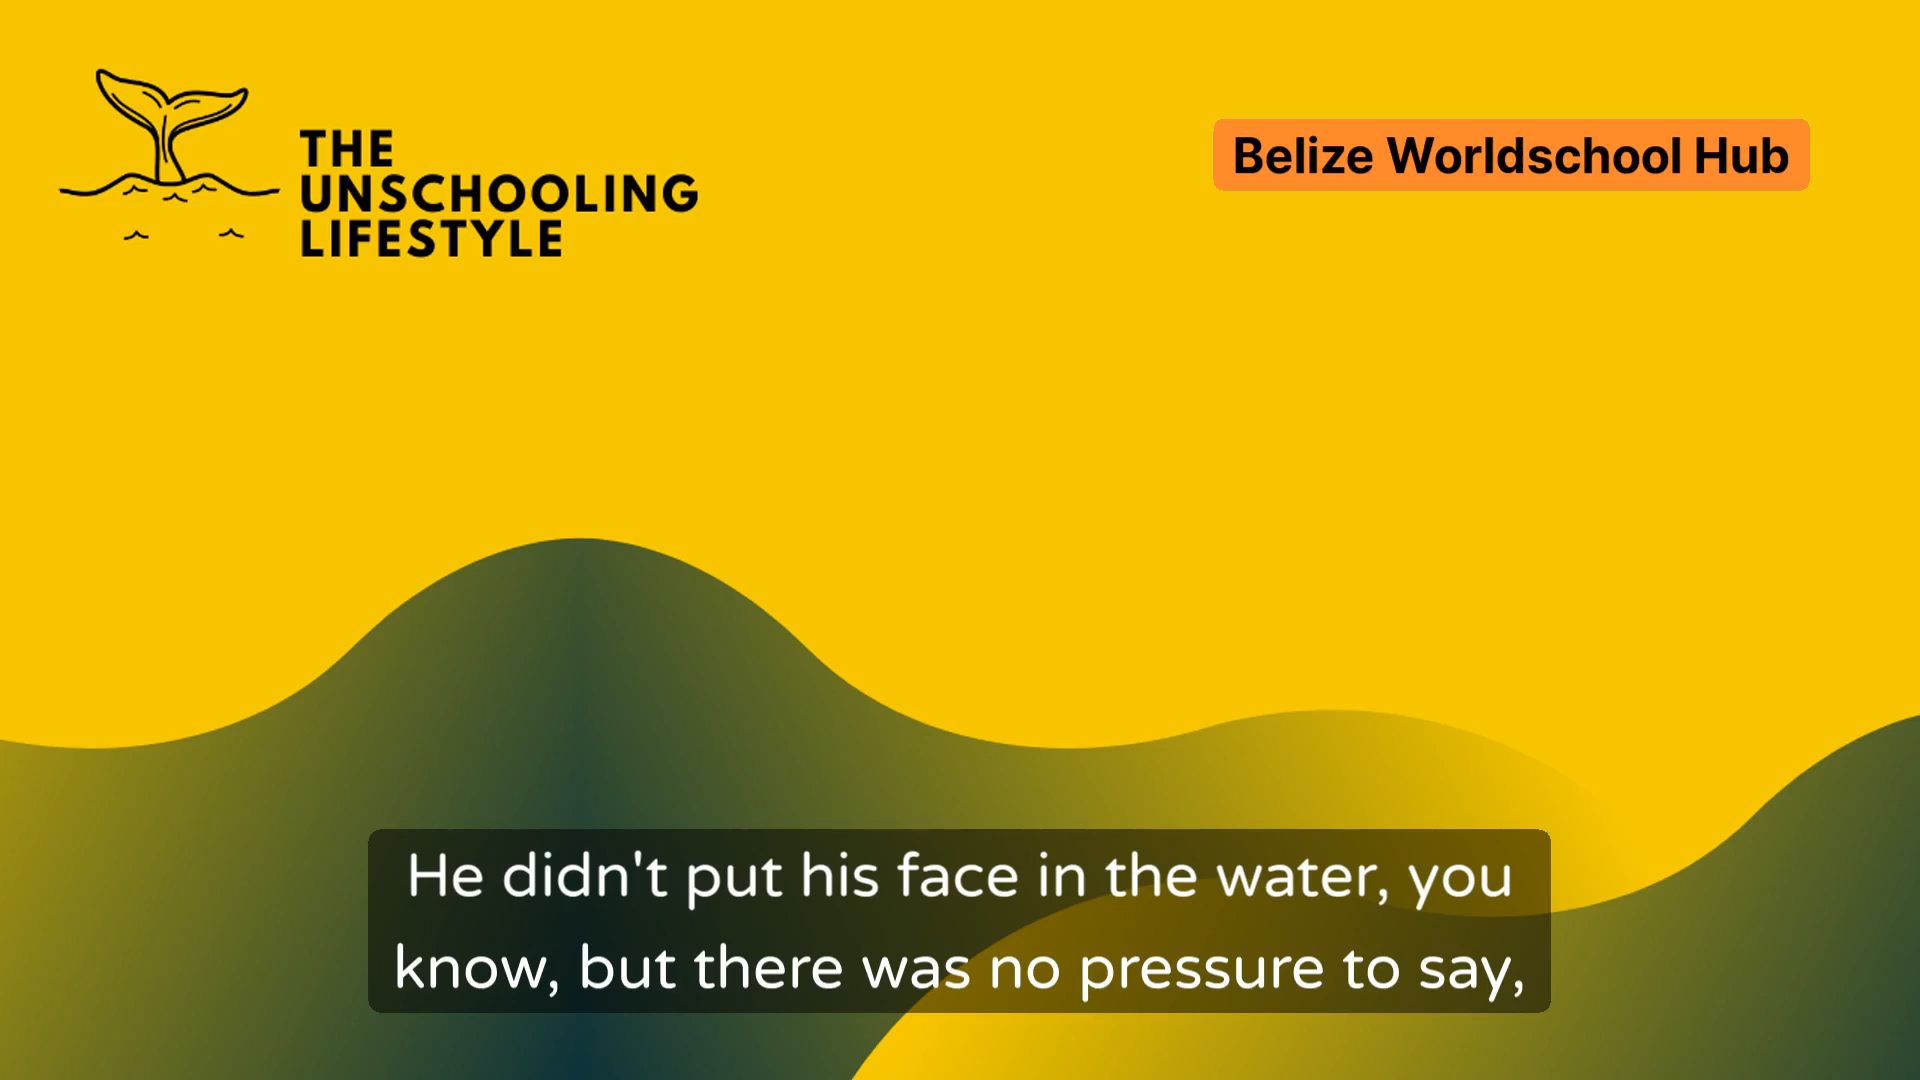 THE
UNSCHOOLING
LIFESTYLE
Belize Worldschool Hub
He didn't put his face in the water, you
know, but there was no pressure to say,